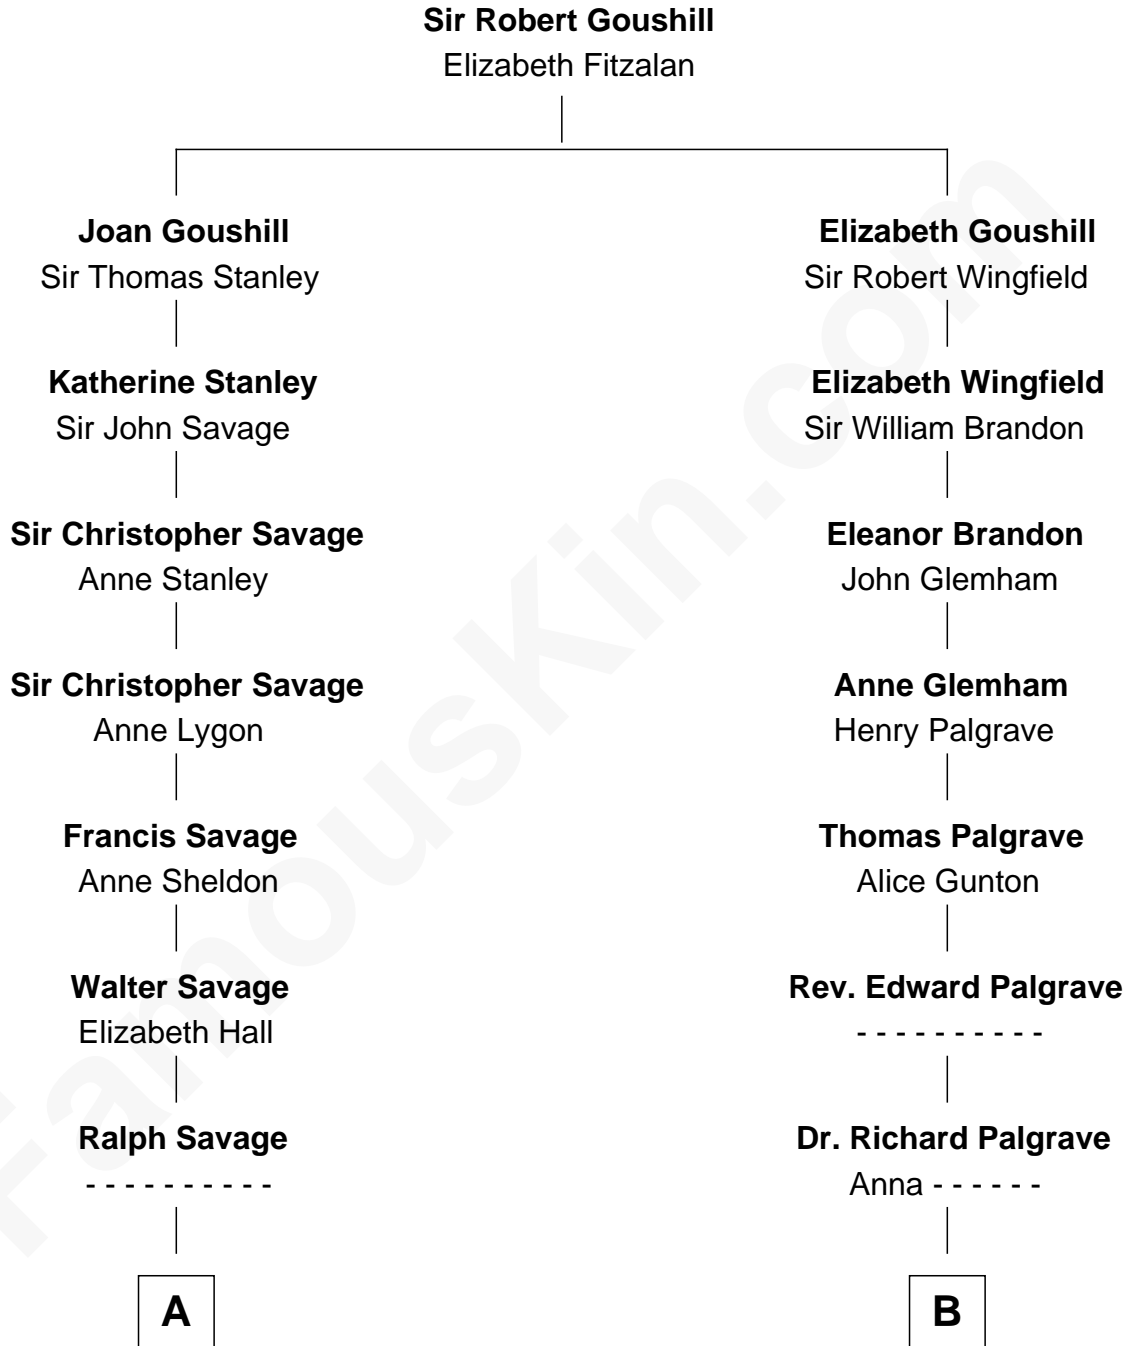 Sir Robert Goushill
Elizabeth Fitzalan
Joan Goushill
Sir Thomas Stanley
Elizabeth Goushill
Sir Robert Wingfield
Katherine Stanley
Sir John Savage
Elizabeth Wingfield
Sir William Brandon
Sir Christopher Savage
Anne Stanley
Eleanor Brandon
John Glemham
Sir Christopher Savage
Anne Lygon
Anne Glemham
Henry Palgrave
Francis Savage
Anne Sheldon
Thomas Palgrave
Alice Gunton
Walter Savage
Elizabeth Hall
Rev. Edward Palgrave
- - - - - - - - - -
Ralph Savage
- - - - - - - - - -
Dr. Richard Palgrave
Anna - - - - - -
A
B
FamousKin.com